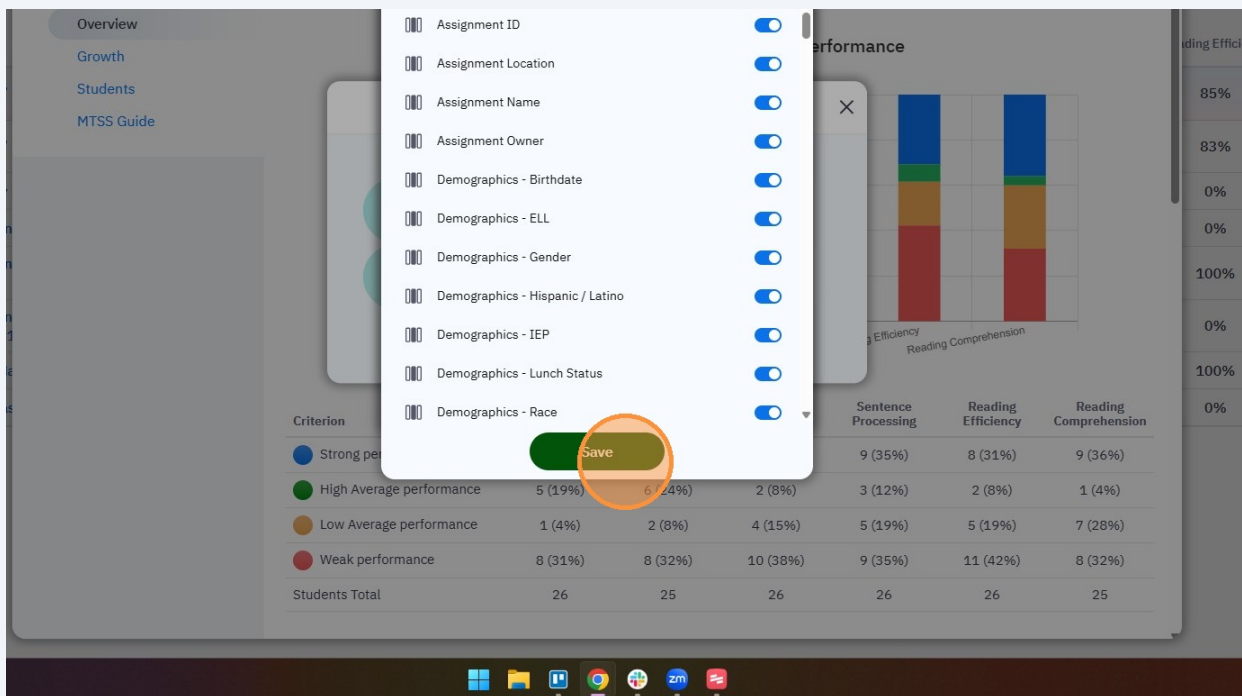 Overview
Growth
Students
MTSS Guide
Assignment ID
Assignment Location
Assignment Name
Assignment Owner
Demographics - Birthdate
Demographics - ELL
Demographics - Gender
Demographics - Hispanic / Latino
Demographics - IEP
Demographics - Lunch Status
Demographics - Race
Save
Efficiency
Reading Comprehension
85%
83%
0%
0%
100%
0%
100%
0%
Criterion Sentence Processing Reading Efficiency Reading Comprehension
Strong 9 (35%) 8 (31%) 9 (36%)
High Average performance 5 (19%) 6 (24%) 2 (8%) 3 (12%) 2 (8%) 1 (4%)
Low Average performance 1 (4%) 2 (8%) 4 (15%) 5 (19%) 5 (19%) 7 (28%)
Weak performance 8 (31%) 8 (32%) 10 (38%) 9 (35%) 11 (42%) 8 (32%)
Students Total 26 25 26 26 26 25
zm